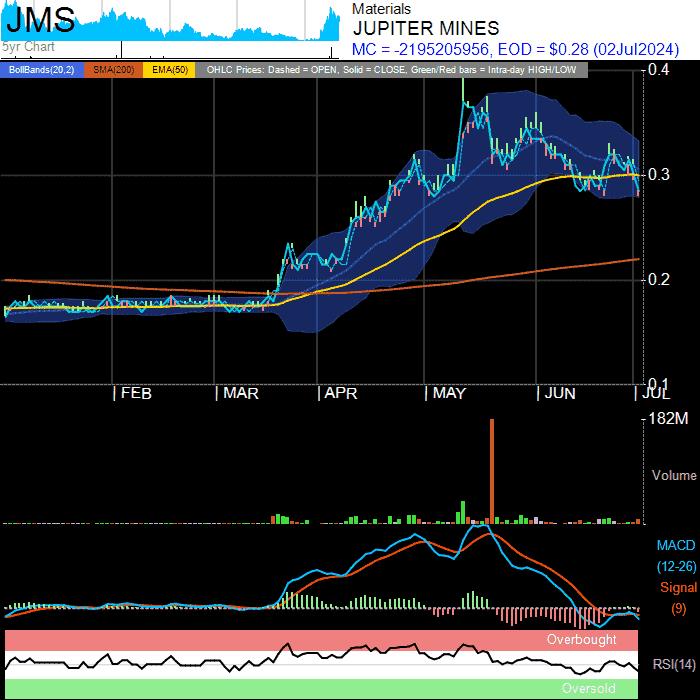 JMS
5yr Chart
Materials
JUPITER MINES
MC = -2195205956, EOD = $0.28 (02Jul2024)
BollBands(20,2) SMA(200) EMA(50) OHLC Prices: Dashed = OPEN, Solid = CLOSE, Green/Red bars = Intra-day HIGH/LOW
0.4
0.3
0.2
0.1
FEB MAR APR MAY JUN JUL
182M
Volume
MACD
(12-26)
Signal
(9)
Overbought
RSI(14)
Oversold